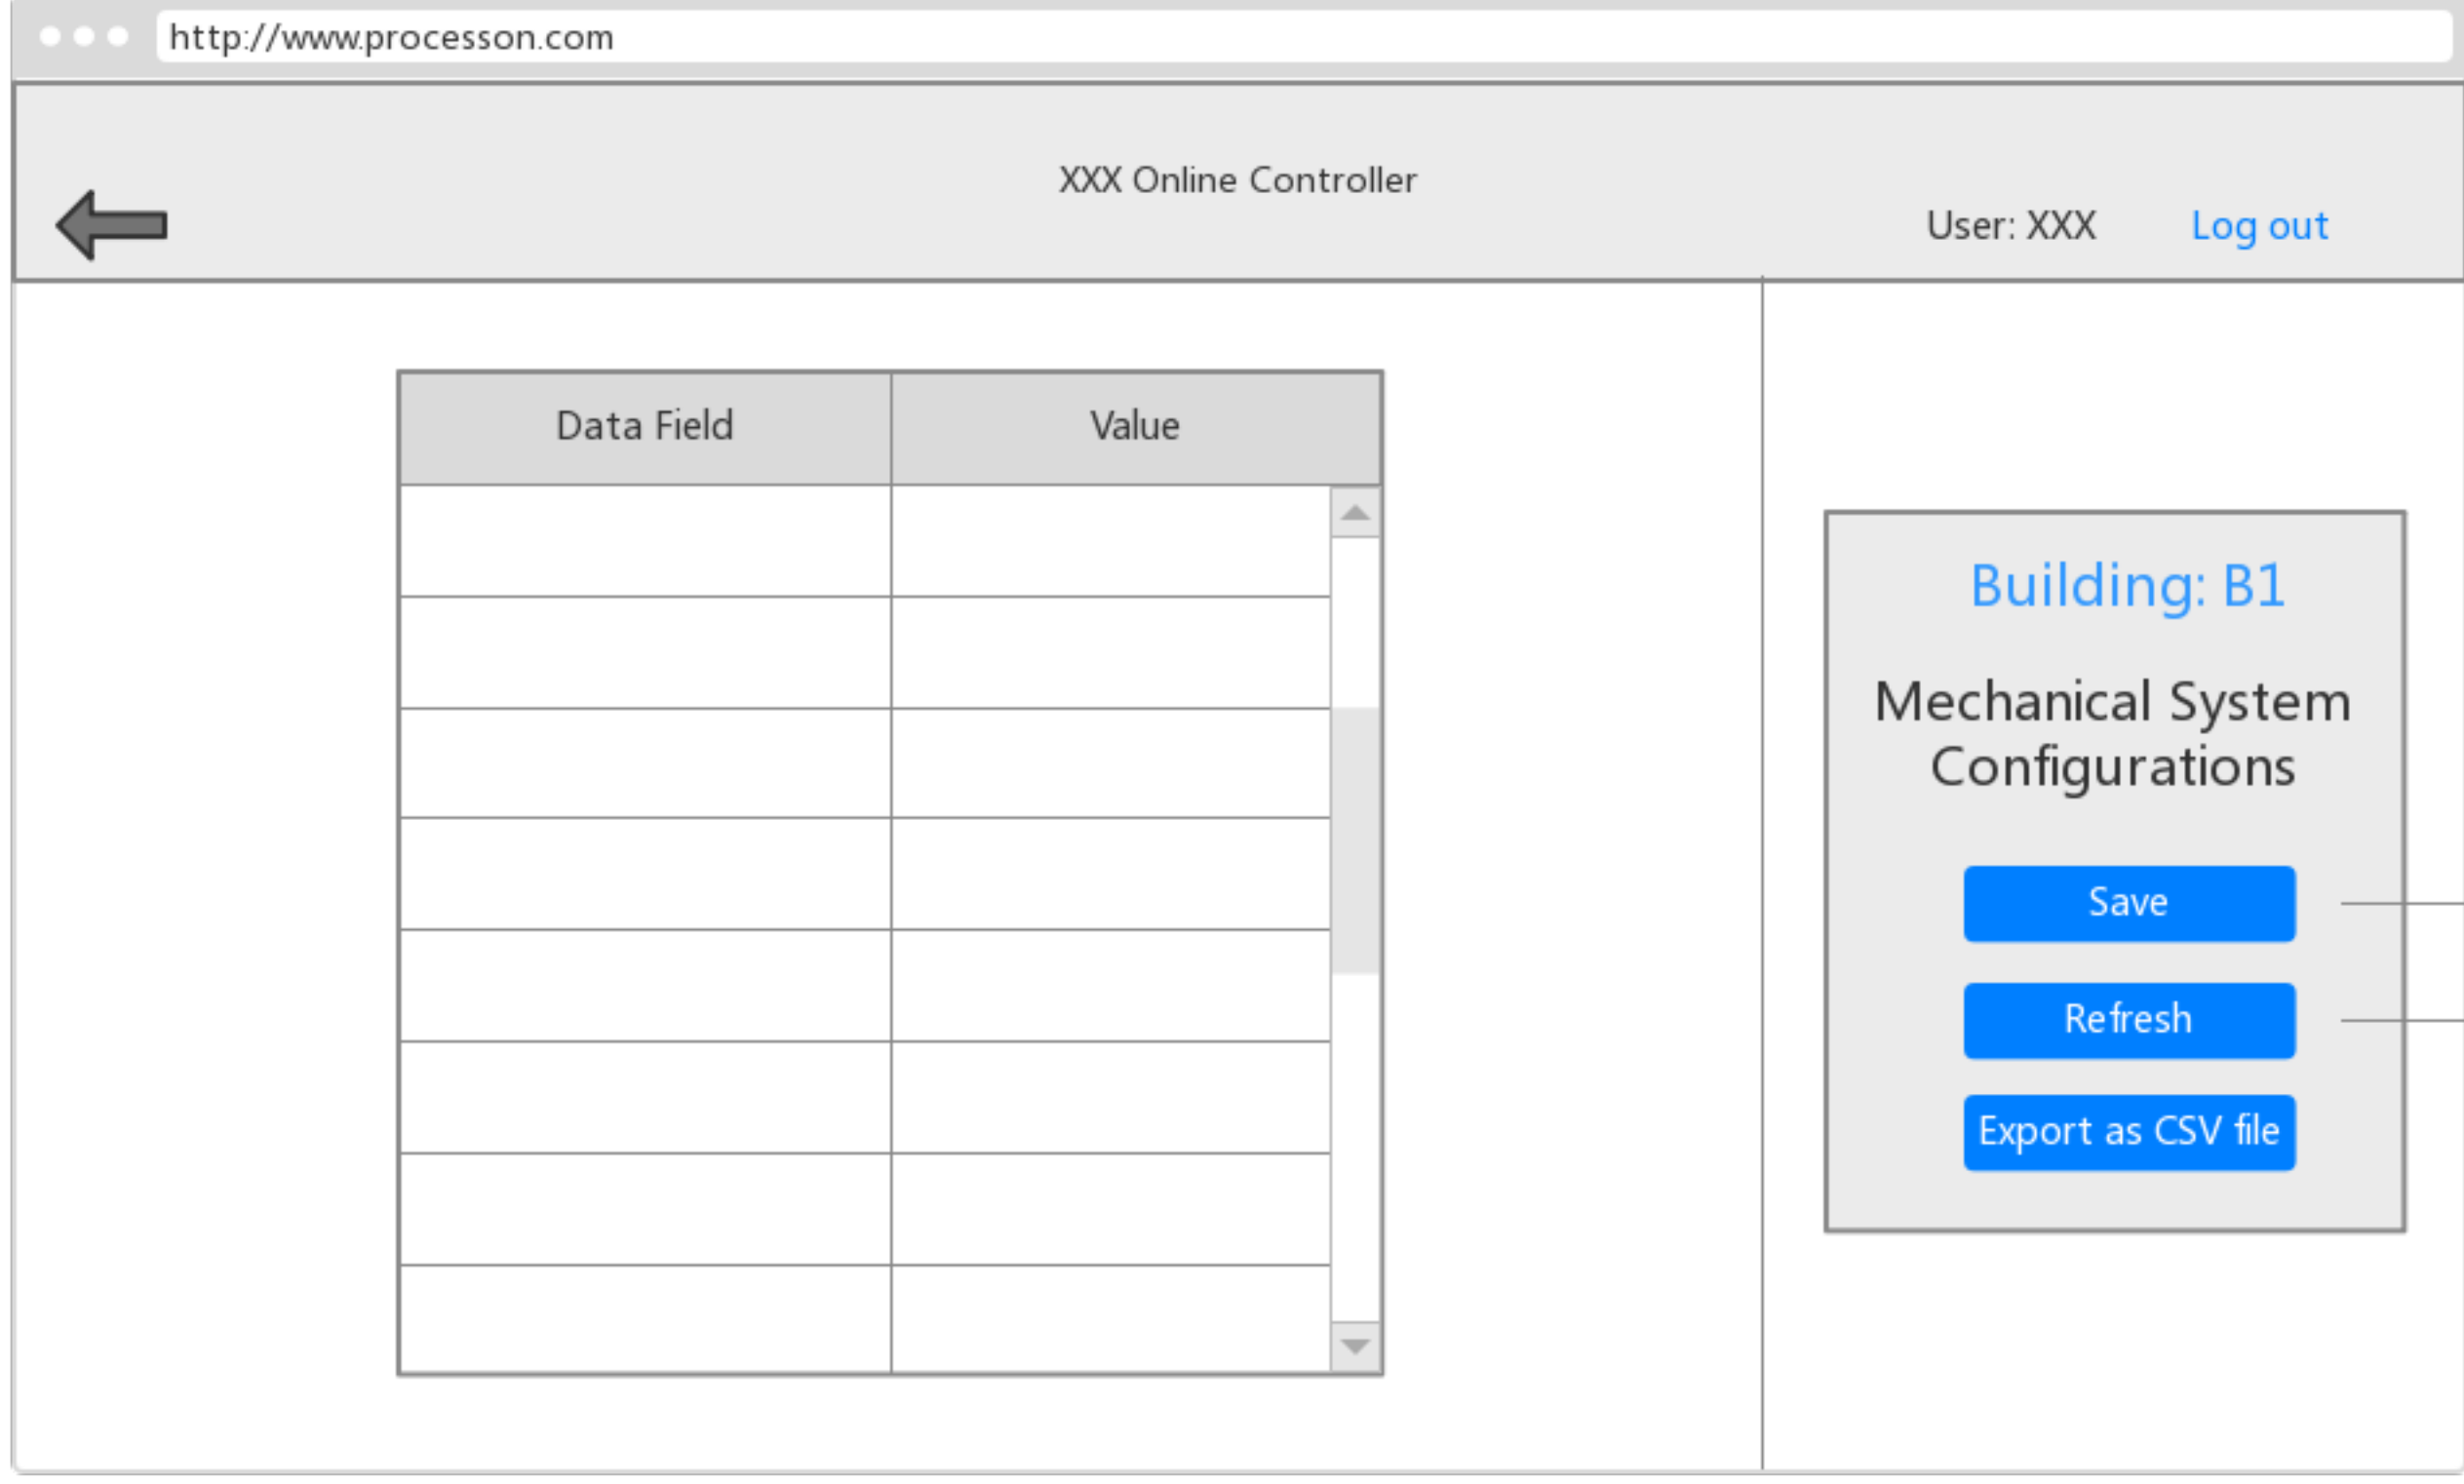 http://www.processon.com
XXX Online Controller
User: XXX
Log out
Data Field
Value
Building: B1
Mechanical System
Configurations
Save
Refresh
Export as CSV file